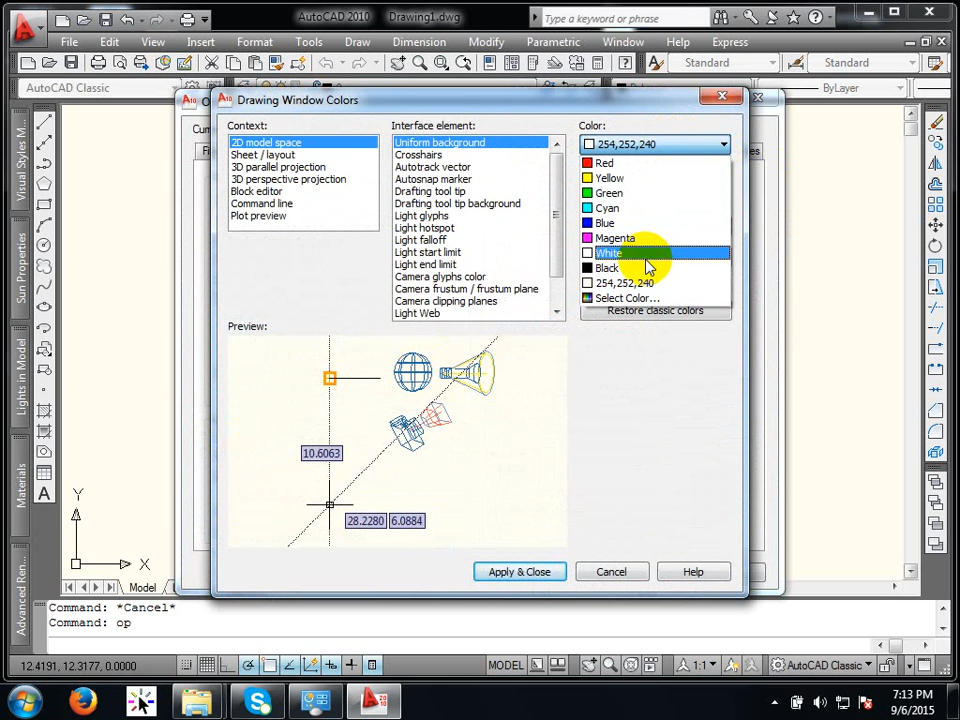 AutoCAD 2010 Drawing1.dwg
Type a keyword or phrase
File Edit View Insert Format Tools Draw Dimension Modify Parametric Window Help Express
Standard Standard
AutoCAD Classic
ByLayer
Drawing Window Colors
Context:
2D model space
Sheet / layout
3D parallel projection
3D perspective projection
Block editor
Command line
Plot preview
Interface element:
Uniform background
Crosshairs
Autotrack vector
Autosnap marker
Drafting tool tip
Drafting tool tip background
Light glyphs
Light hotspot
Light falloff
Light start limit
Light end limit
Camera glyphs color
Camera frustum / frustum plane
Camera clipping planes
Light Web
Color:
254,252,240
Red
Yellow
Green
Cyan
Blue
Magenta
White
Black
254,252,240
Select Color...
Restore classic colors
Preview:
10.6063
28.2280 6.0884
Apply & Close Cancel Help
Visual Styles M...
Sun Properties
Lights in Model
Materials
Advanced Ren...
Y
X
A
Model
Command: *Cancel*
Command: op
12.4191, 12.3177, 0.0000
MODEL
1:1
AutoCAD Classic
7:13 PM
9/6/2015